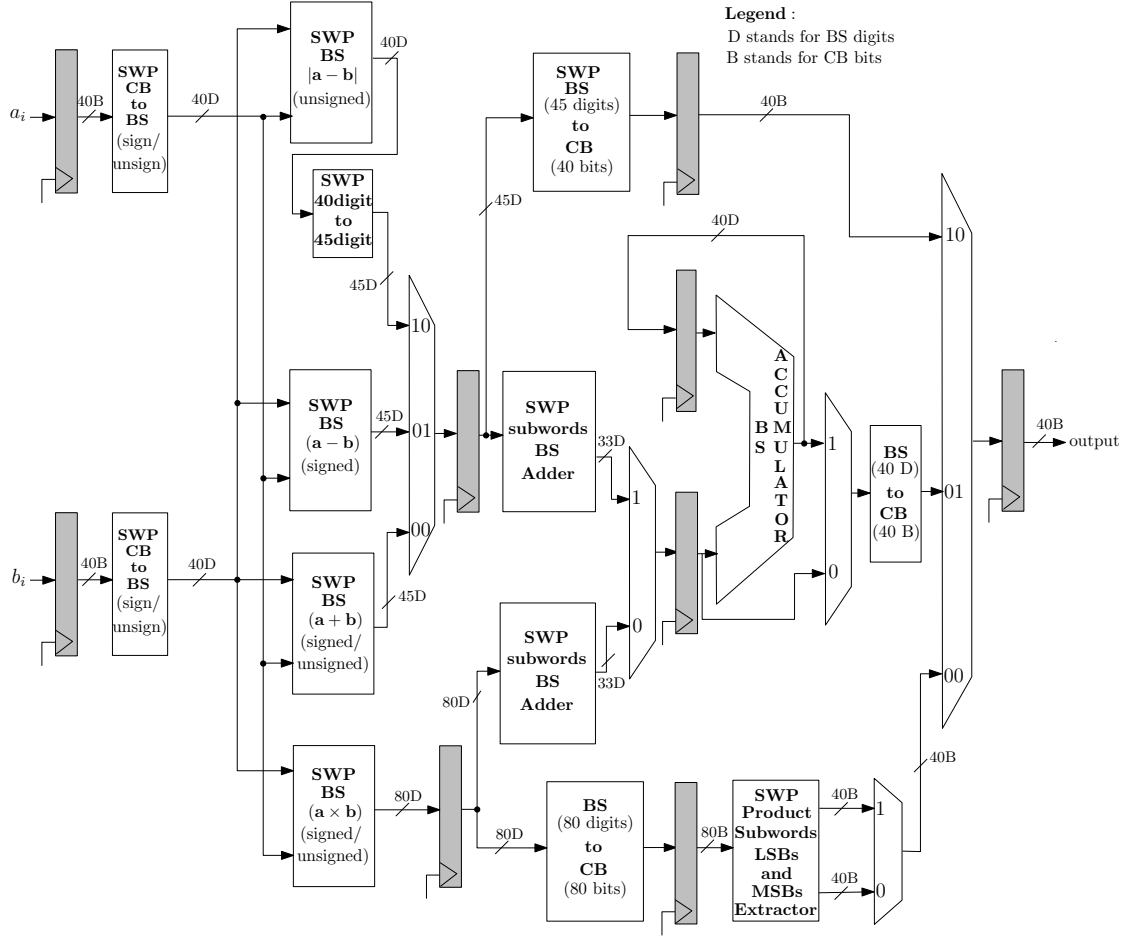 Legend :
D stands for BS digits
B stands for CB bits
a_i
40B
SWP
CB
to
BS
(sign/
unsign)
40D
SWP
BS
|a − b|
(unsigned)
40D
SWP
40digit
to
45digit
45D
10
01
00
SWP
BS
(a − b)
(signed)
45D
b_i
40B
SWP
CB
to
BS
(sign/
unsign)
40D
SWP
BS
(a + b)
(signed/
unsigned)
45D
SWP
BS
(a × b)
(signed/
unsigned)
80D
45D
SWP
BS
(45 digits)
to
CB
(40 bits)
40B
SWP
subwords
BS
Adder
33D
SWP
subwords
BS
Adder
33D
80D
1
0
40D
BS
ACCUMULATOR
1
0
BS
(40 D)
to
CB
(40 B)
80D
BS
(80 digits)
to
CB
(80 bits)
80B
SWP
Product
Subwords
LSBs
and
MSBs
Extractor
40B
40B
1
0
40B
10
01
00
40B
output